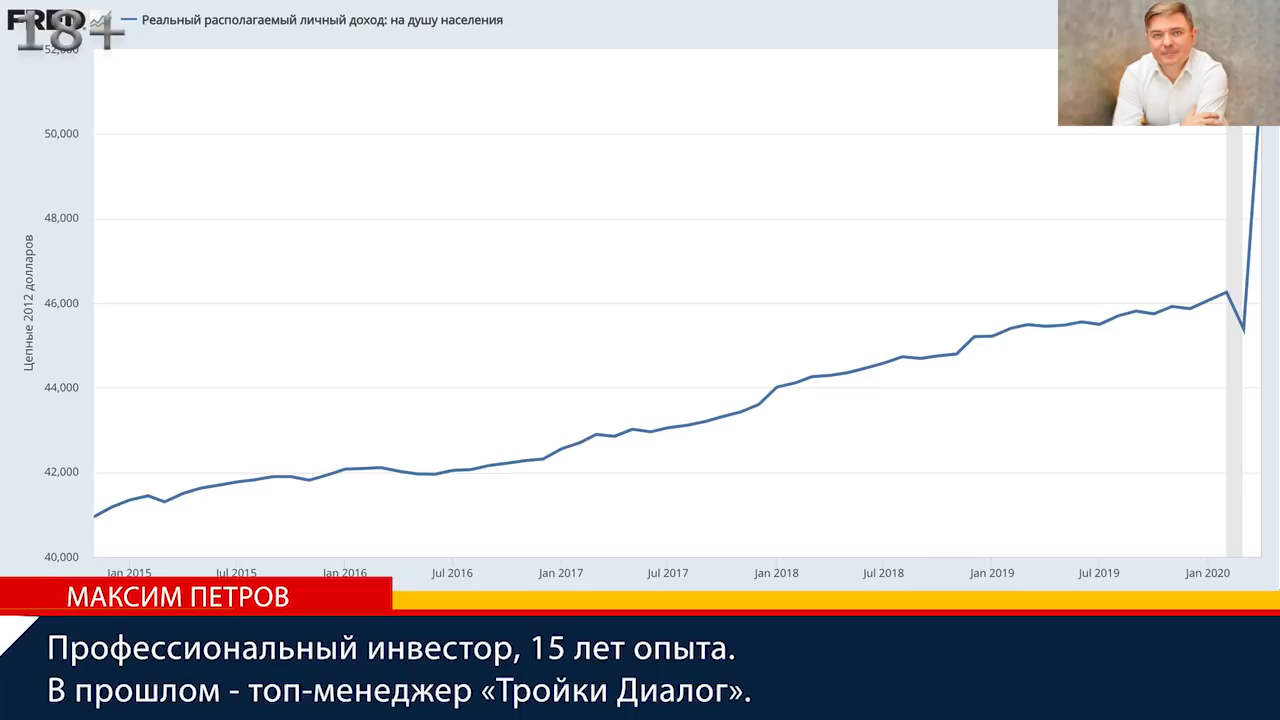 FRED
18+
Реальный располагаемый личный доход: на душу населения
52,000
50,000
48,000
46,000
44,000
42,000
40,000
Цепные 2012 долларов
Jan 2015 Jul 2015 Jan 2016 Jul 2016 Jan 2017 Jul 2017 Jan 2018 Jul 2018 Jan 2019 Jul 2019 Jan 2020
МАКСИМ ПЕТРОВ
Профессиональный инвестор, 15 лет опыта.
В прошлом - топ-менеджер «Тройки Диалог».